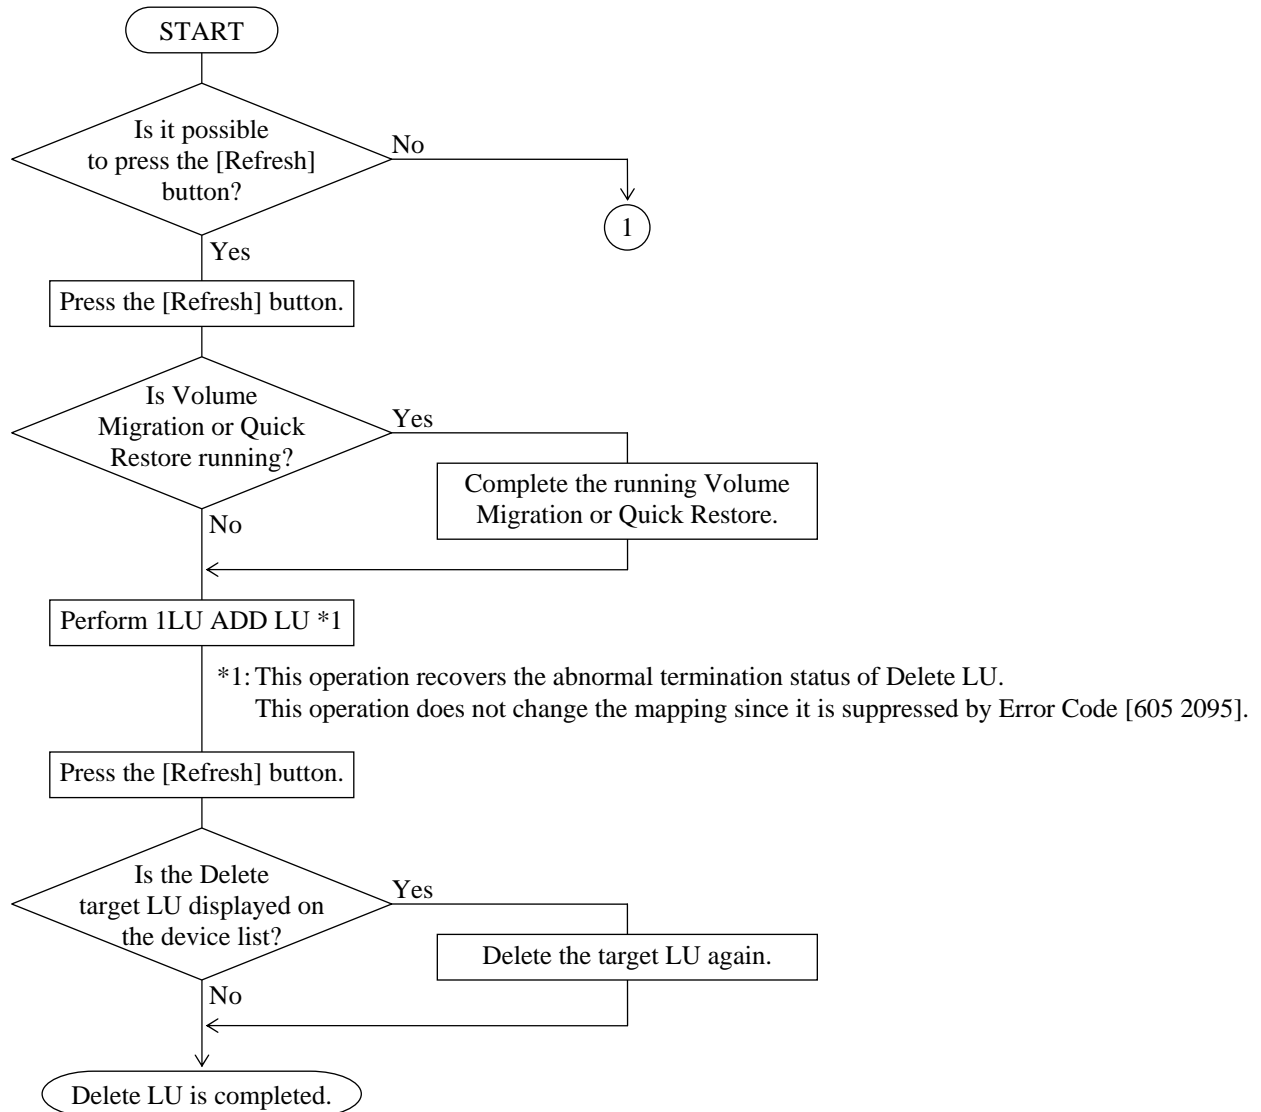 START
Is it possible
to press the [Refresh]
button?
No
1
Yes
Press the [Refresh] button.
Is Volume
Migration or Quick
Restore running?
Yes
Complete the running Volume
Migration or Quick Restore.
No
Perform 1LU ADD LU *1
*1: This operation recovers the abnormal termination status of Delete LU.
This operation does not change the mapping since it is suppressed by Error Code [605 2095].
Press the [Refresh] button.
Is the Delete
target LU displayed on
the device list?
Yes
Delete the target LU again.
No
Delete LU is completed.